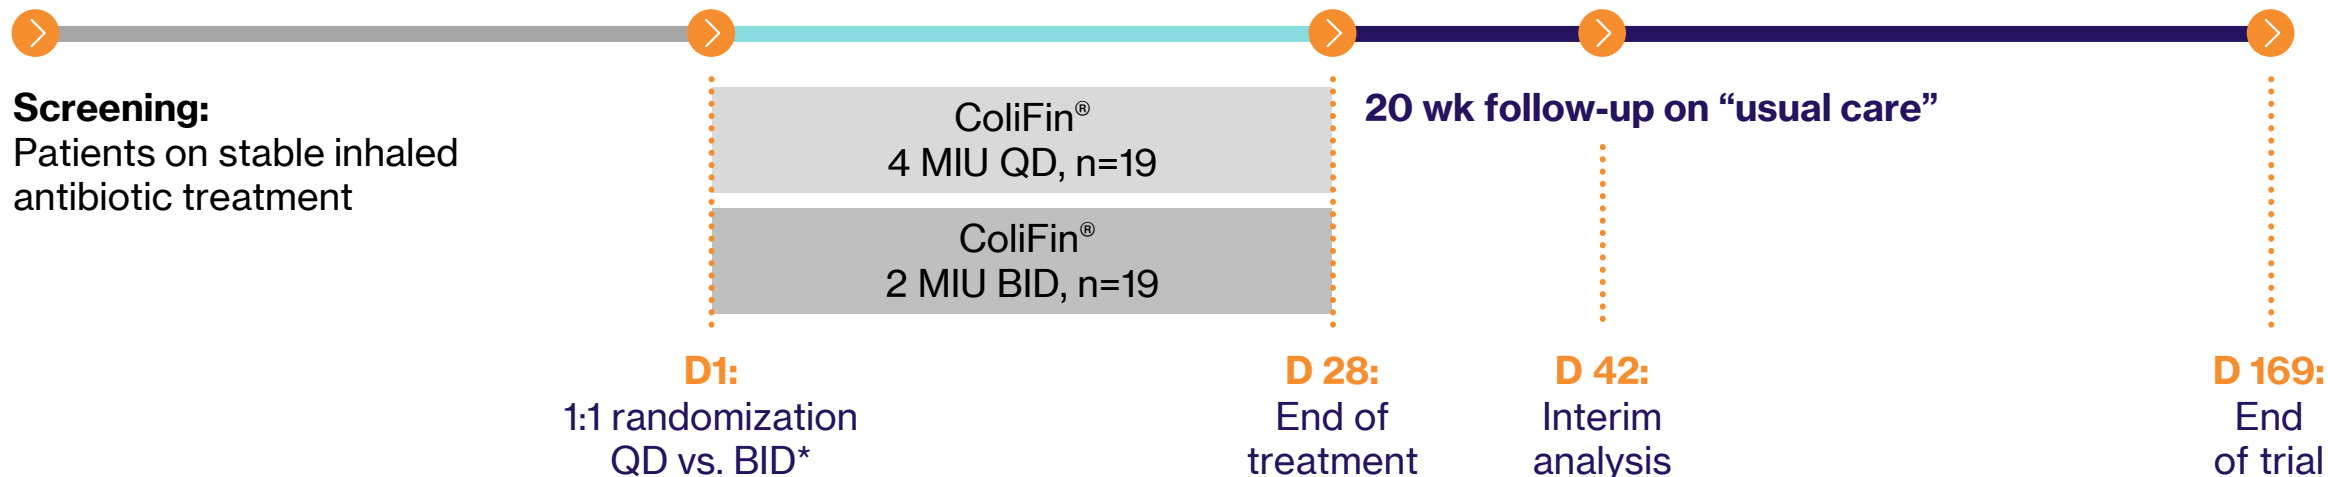 Screening:
Patients on stable inhaled
antibiotic treatment
ColiFin®
4 MIU QD, n=19
ColiFin®
2 MIU BID, n=19
20 wk follow-up on “usual care”
D1:
1:1 randomization
QD vs. BID*
D 28:
End of
treatment
D 42:
Interim
analysis
D 169:
End
of trial